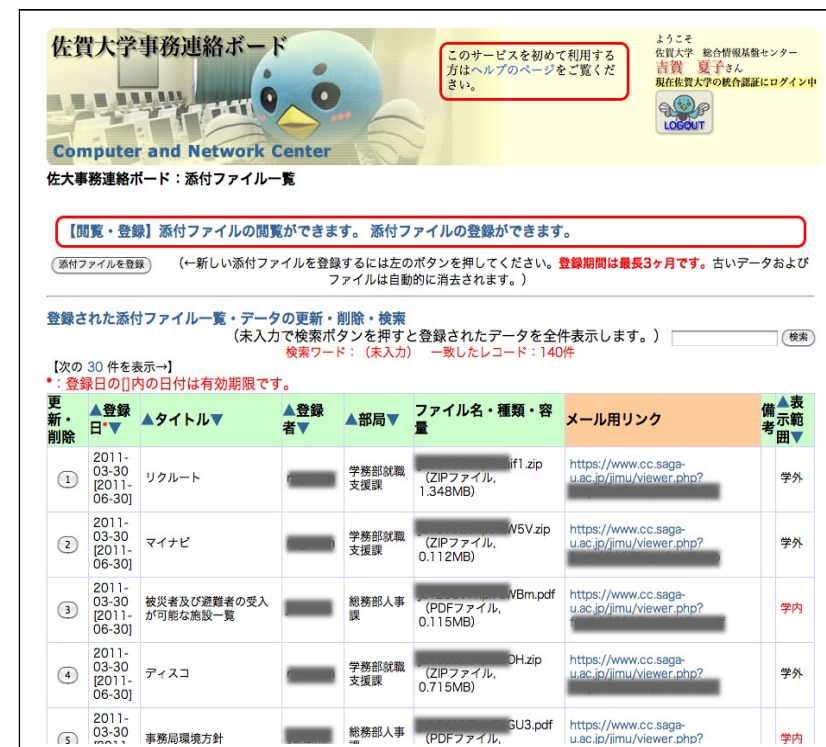 佐賀大学事務連絡ボード
Computer and Network Center
このサービスを初めて利用する
方はヘルプのページをご覧くだ
さい。
ようこそ
佐賀大学 総合情報基盤センター
吉賀 夏子さん
現在佐賀大学の統合認証にログイン中
LOGOUT
佐大事務連絡ボード：添付ファイル一覧
【閲覧・登録】添付ファイルの閲覧ができます。 添付ファイルの登録ができます。
添付ファイルを登録 （←新しい添付ファイルを登録するには左のボタンを押してください。登録期間は最長3ヶ月です。古いデータおよび
ファイルは自動的に消去されます。）
登録された添付ファイル一覧・データの更新・削除・検索
（未入力で検索ボタンを押すと登録されたデータを全件表示します。） 検索
検索ワード：（未入力） 一致したレコード：140件
【次の 30 件を表示→】
*：登録日の[]内の日付は有効期限です。
更新・削除 ▲登録日*▼ ▲タイトル▼ ▲登録者▼ ▲部局▼ ファイル名・種類・容量 メール用リンク 備考 ▲表示範囲▼
1 2011-03-30 [2011-06-30] リクルート 学務部就職支援課 if1.zip （ZIPファイル, 1.348MB） https://www.cc.saga-u.ac.jp/jimu/viewer.php? 学外
2 2011-03-30 [2011-06-30] マイナビ 学務部就職支援課 W5V.zip （ZIPファイル, 0.112MB） https://www.cc.saga-u.ac.jp/jimu/viewer.php? 学外
3 2011-03-30 [2011-06-30] 被災者及び避難者の受入が可能な施設一覧 総務部人事課 WBm.pdf （PDFファイル, 0.115MB） https://www.cc.saga-u.ac.jp/jimu/viewer.php? 学内
4 2011-03-30 [2011-06-30] ディスコ 学務部就職支援課 OH.zip （ZIPファイル, 0.715MB） https://www.cc.saga-u.ac.jp/jimu/viewer.php? 学外
5 2011-03-30 [2011- 事務局環境方針 総務部人事 GU3.pdf （PDFファイル, https://www.cc.saga-u.ac.jp/jimu/viewer.php? 学内